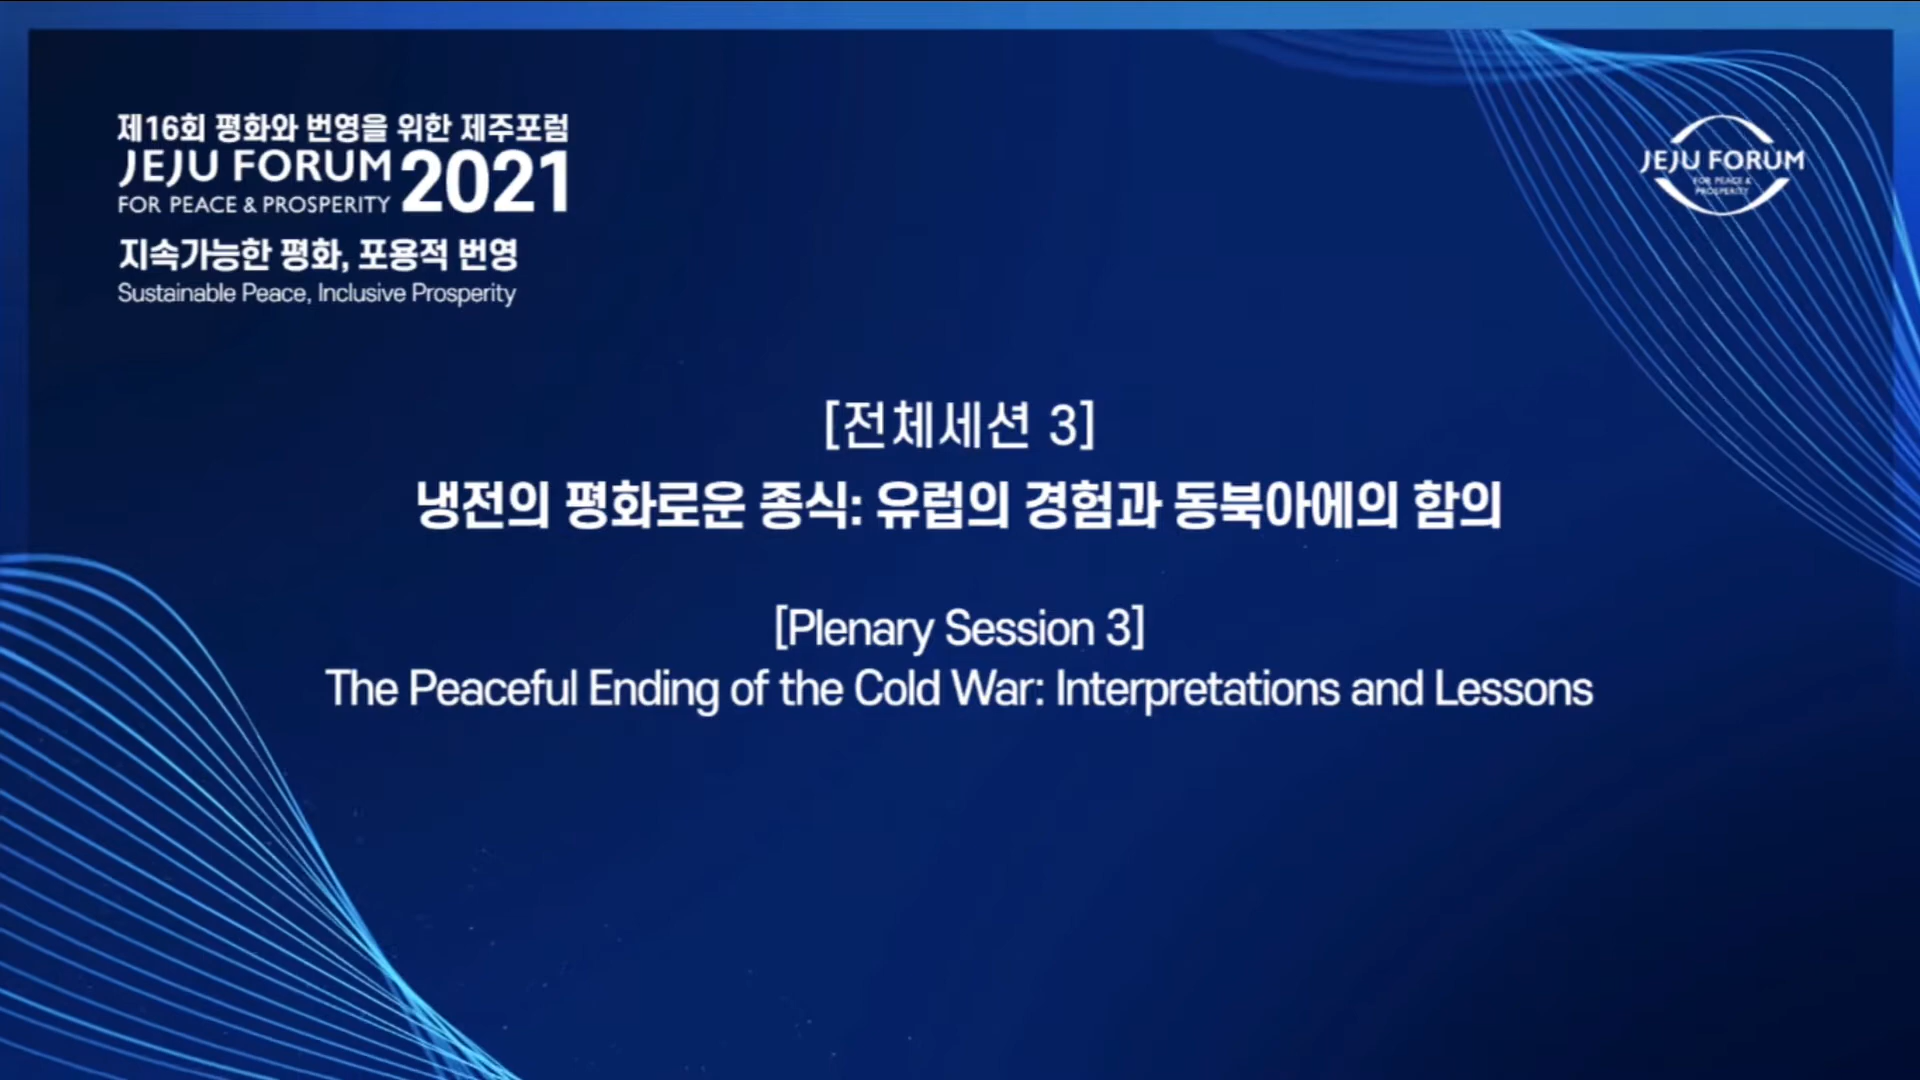 제16회 평화와 번영을 위한 제주포럼
JEJU FORUM 2021
FOR PEACE & PROSPERITY
지속가능한 평화, 포용적 번영
Sustainable Peace, Inclusive Prosperity
JEJU FORUM
FOR PEACE &
PROSPERITY
[전체세션 3]
냉전의 평화로운 종식: 유럽의 경험과 동북아에의 함의
[Plenary Session 3]
The Peaceful Ending of the Cold War: Interpretations and Lessons